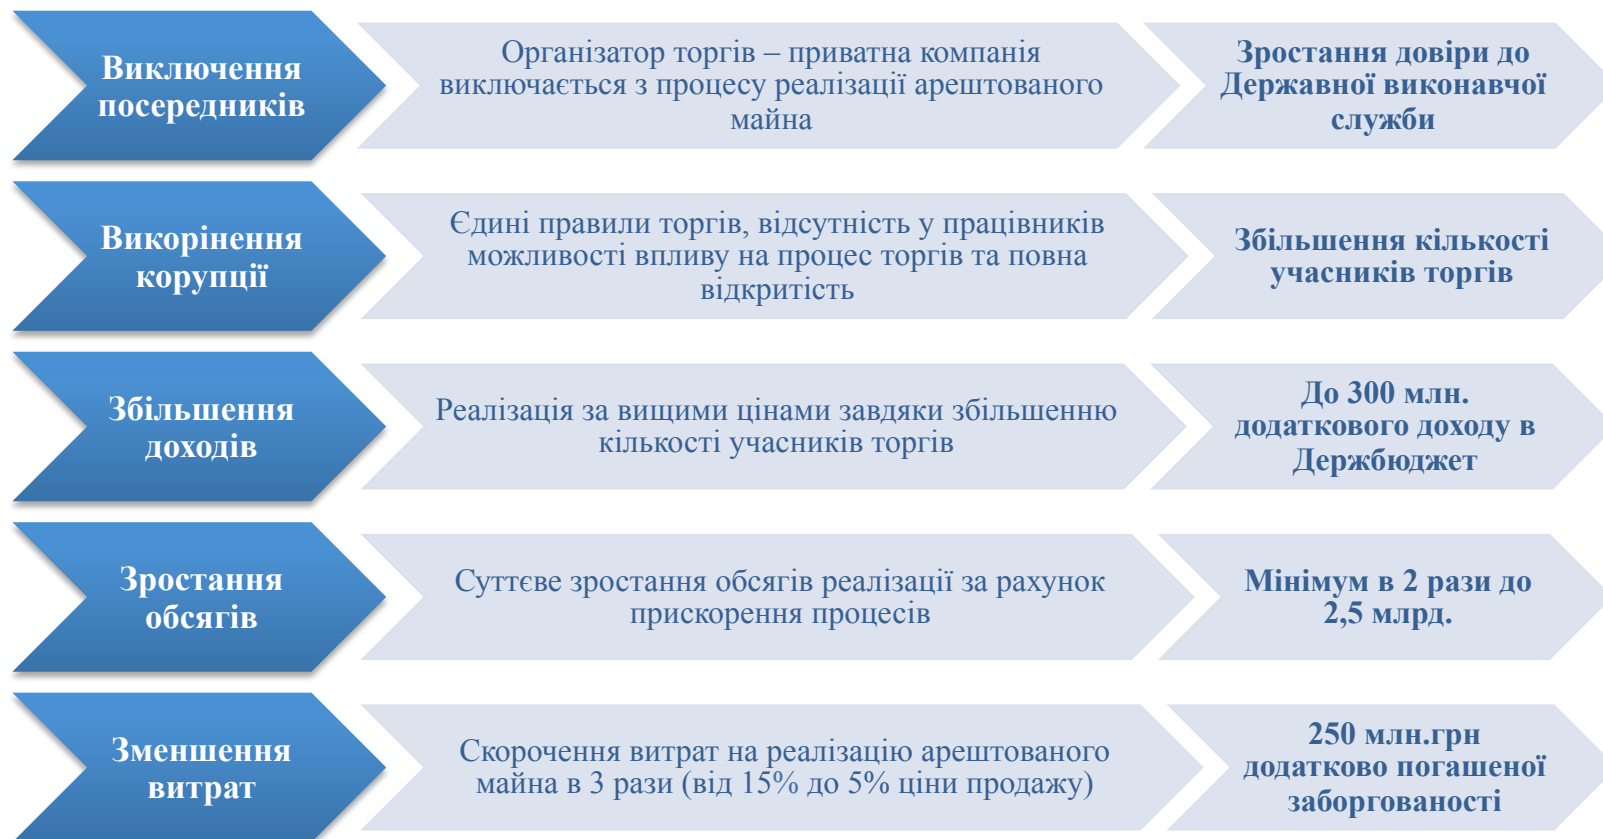 Виключення
посередників
Організатор торгів – приватна компанія
виключається з процесу реалізації арештованого
майна
Зростання довіри до
Державної виконавчої
служби
Викорінення
корупції
Єдині правили торгів, відсутність у працівників
можливості впливу на процес торгів та повна
відкритість
Збільшення кількості
учасників торгів
Збільшення
доходів
Реалізація за вищими цінами завдяки збільшенню
кількості учасників торгів
До 300 млн.
додаткового доходу в
Держбюджет
Зростання
обсягів
Суттєве зростання обсягів реалізації за рахунок
прискорення процесів
Мінімум в 2 рази до
2,5 млрд.
Зменшення
витрат
Скорочення витрат на реалізацію арештованого
майна в 3 рази (від 15% до 5% ціни продажу)
250 млн.грн
додатково погашеної
заборгованості